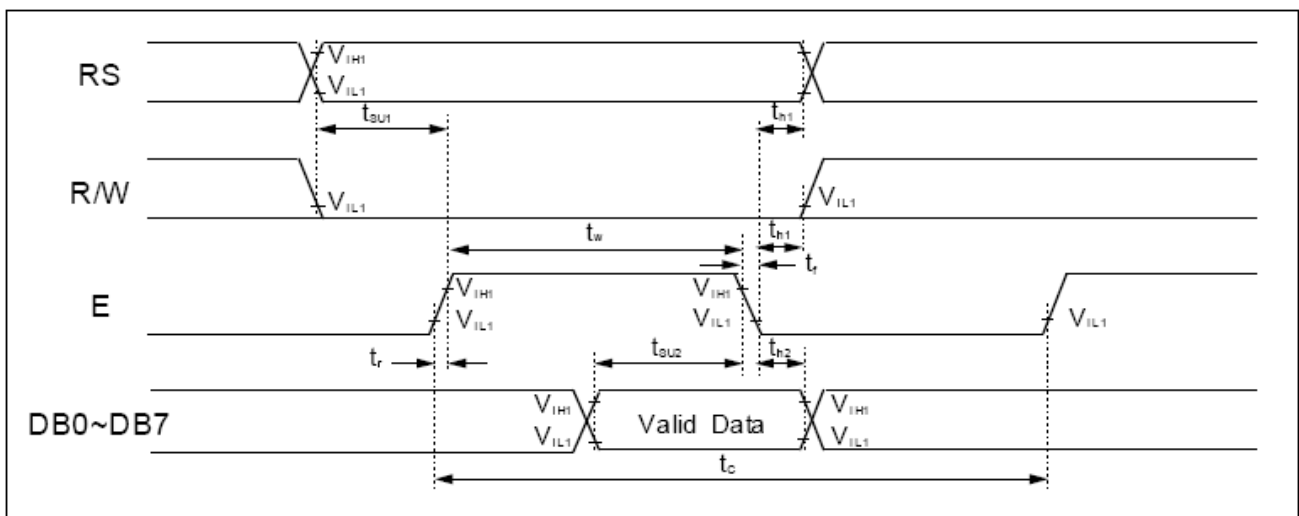 RS
VIH1
VIL1
tSU1
th1
R/W
VIL1
VIL1
tw
th1
tf
E
VIH1
VIL1
VIH1
VIL1
VIL1
tr
tSU2
th2
DB0~DB7
VIH1
VIL1
Valid Data
VIH1
VIL1
tC